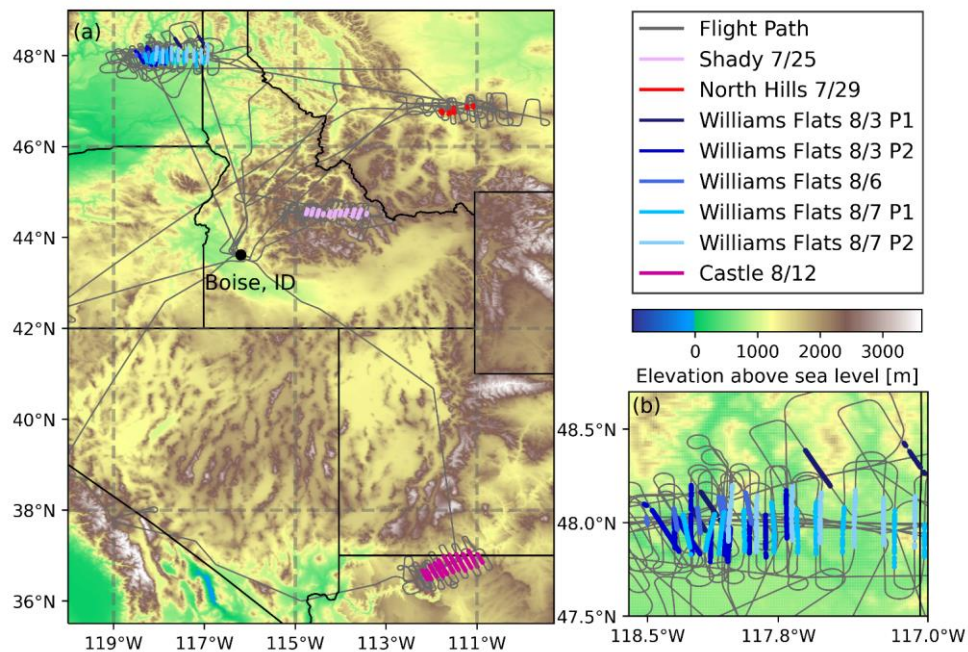 (a)
48°N
46°N
44°N
42°N
40°N
38°N
36°N
119°W
117°W
115°W
113°W
111°W
Boise, ID
Flight Path
Shady 7/25
North Hills 7/29
Williams Flats 8/3 P1
Williams Flats 8/3 P2
Williams Flats 8/6
Williams Flats 8/7 P1
Williams Flats 8/7 P2
Castle 8/12
0 1000 2000 3000
Elevation above sea level [m]
(b)
48.5°N
48.0°N
47.5°N
118.5°W
117.8°W
117.0°W